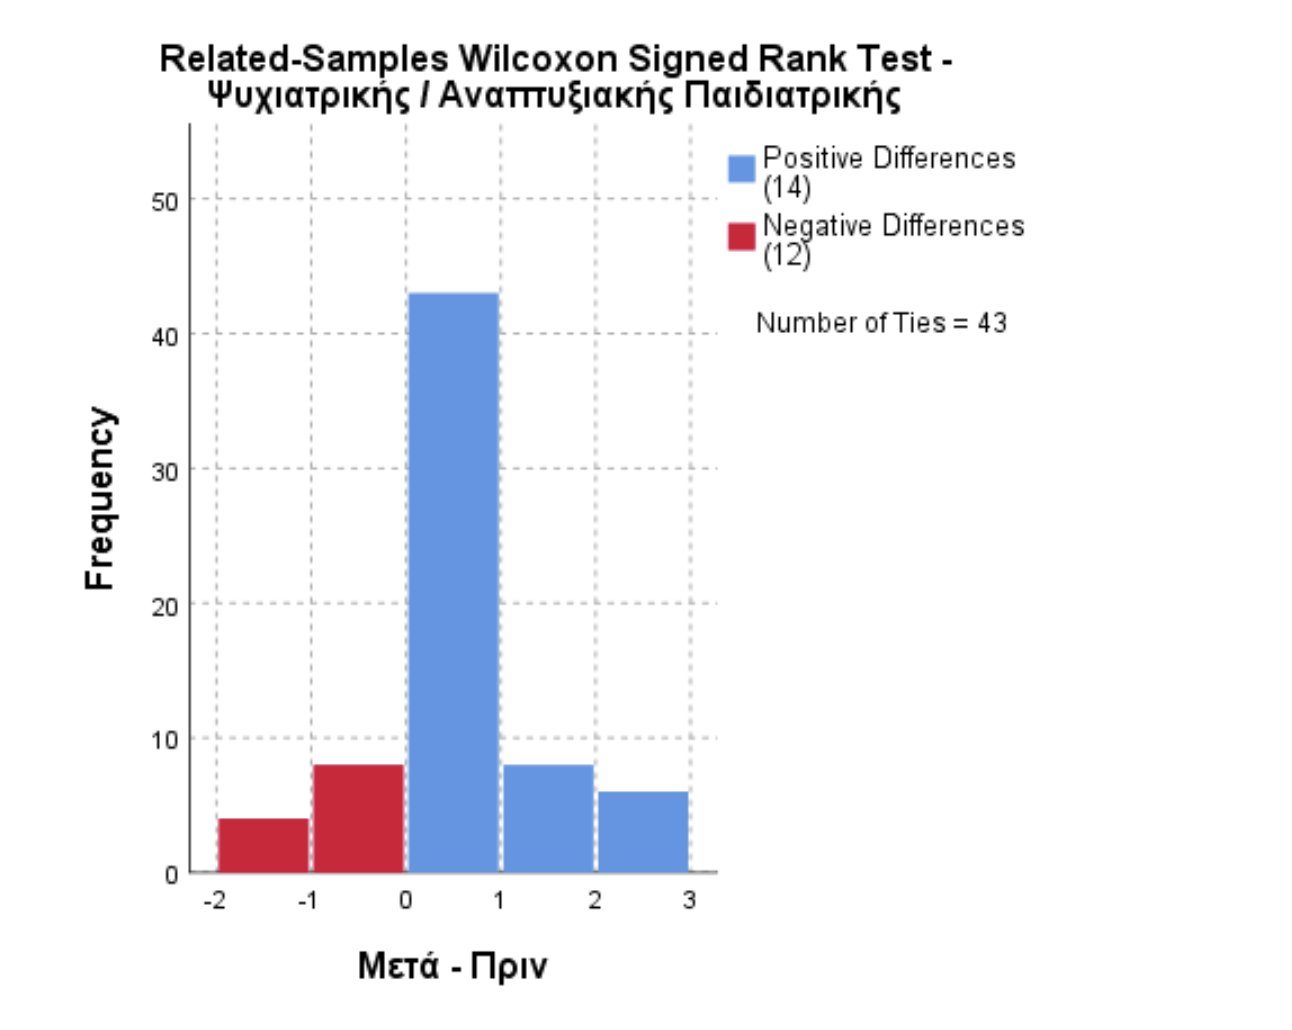 Related-Samples Wilcoxon Signed Rank Test -
Ψυχιατρικής / Αναπτυξιακής Παιδιατρικής
Positive Differences
(14)
Negative Differences
(12)
Number of Ties = 43
Frequency
50
40
30
20
10
0
-2 -1 0 1 2 3
Μετά - Πριν